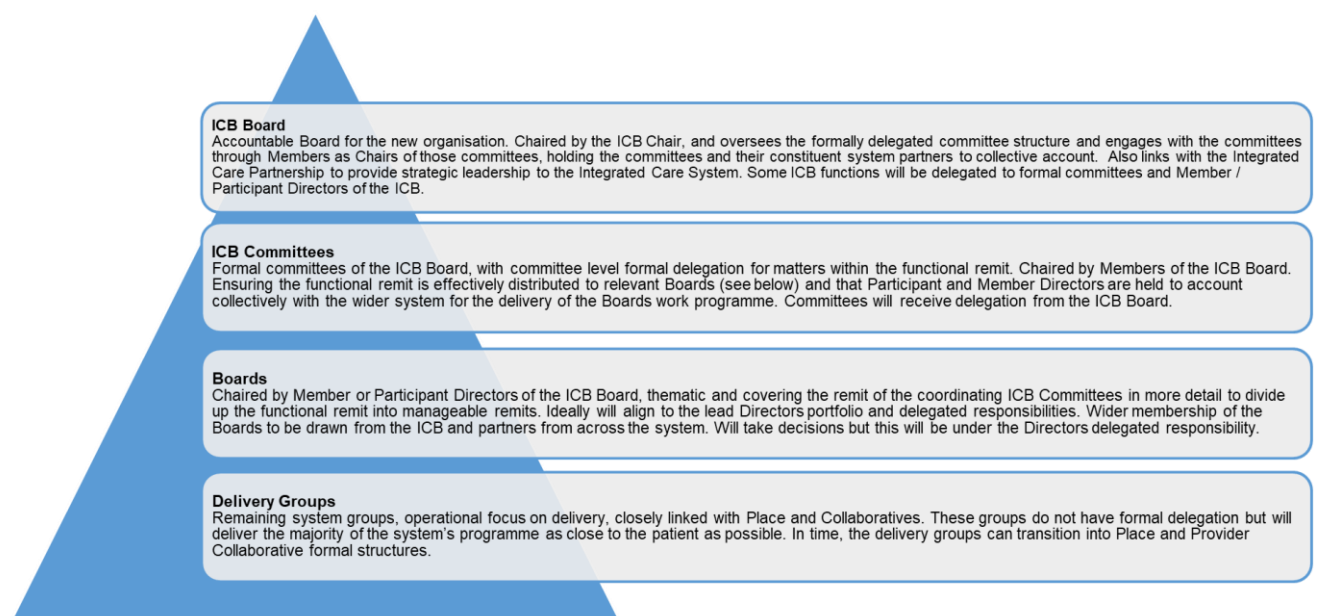 ICB Board
Accountable Board for the new organisation. Chaired by the ICB Chair, and oversees the formally delegated committee structure and engages with the committees
through Members as Chairs of those committees, holding the committees and their constituent system partners to collective account. Also links with the Integrated
Care Partnership to provide strategic leadership to the Integrated Care System. Some ICB functions will be delegated to formal committees and Member /
Participant Directors of the ICB.
ICB Committees
Formal committees of the ICB Board, with committee level formal delegation for matters within the functional remit. Chaired by Members of the ICB Board.
Ensuring the functional remit is effectively distributed to relevant Boards (see below) and that Participant and Member Directors are held to account
collectively with the wider system for the delivery of the Boards work programme. Committees will receive delegation from the ICB Board.
Boards
Chaired by Member or Participant Directors of the ICB Board, thematic and covering the remit of the coordinating ICB Committees in more detail to divide
up the functional remit into manageable remits. Ideally will align to the lead Directors portfolio and delegated responsibilities. Wider membership of the
Boards to be drawn from the ICB and partners from across the system. Will take decisions but this will be under the Directors delegated responsibility.
Delivery Groups
Remaining system groups, operational focus on delivery, closely linked with Place and Collaboratives. These groups do not have formal delegation but will
deliver the majority of the system's programme as close to the patient as possible. In time, the delivery groups can transition into Place and Provider
Collaborative formal structures.